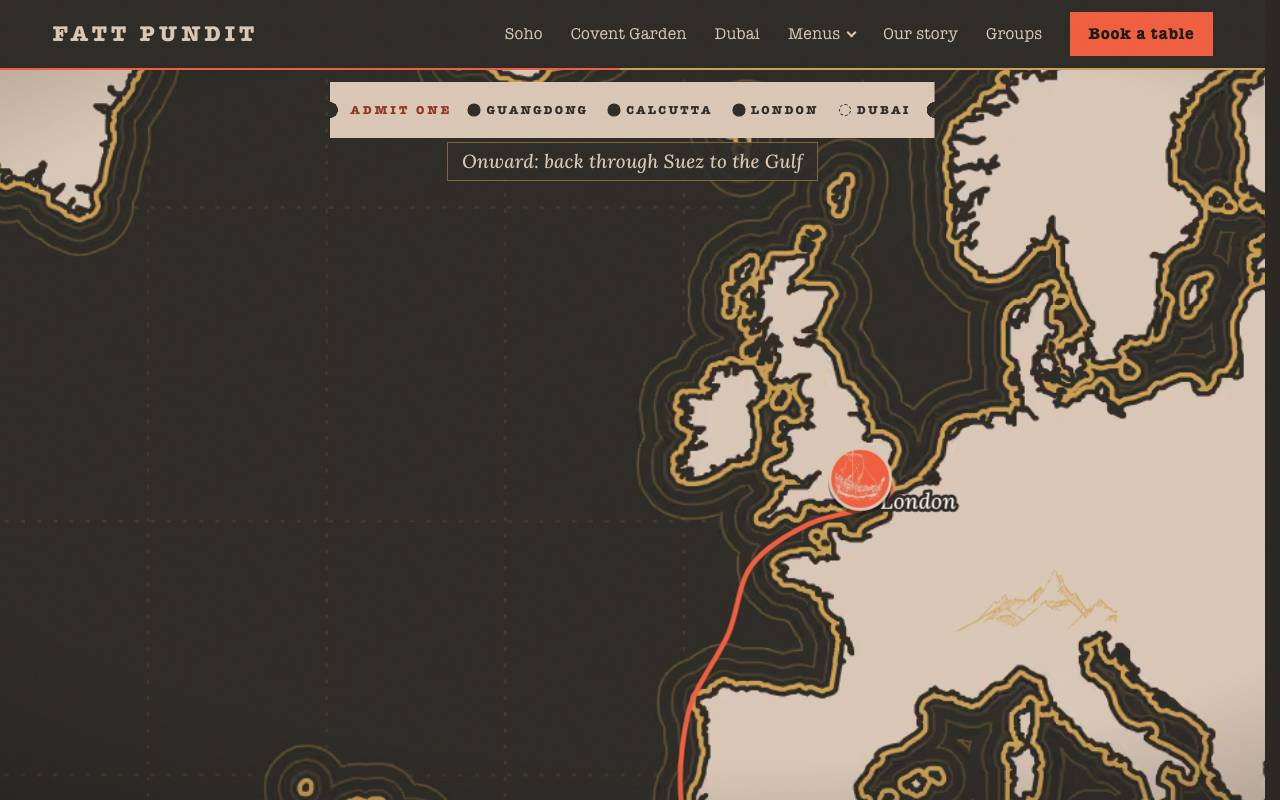 FATT PUNDIT
Soho Covent Garden Dubai Menus Our story Groups Book a table
ADMIT ONE GUANGDONG CALCUTTA LONDON DUBAI
Onward: back through Suez to the Gulf
London